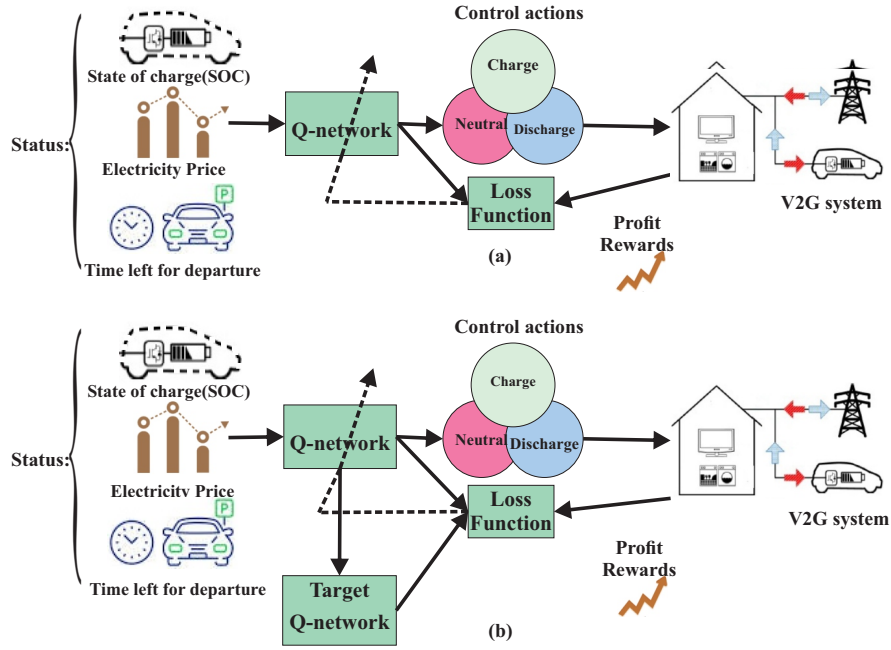 Control actions
State of charge(SOC)
Status:
Electricity Price
P
Time left for departure
Q-network
Charge
Neutral
Discharge
Loss
Function
Profit
Rewards
V2G system
(a)
Control actions
State of charge(SOC)
Status:
Electricity Price
P
Time left for departure
Q-network
Charge
Neutral
Discharge
Loss
Function
Target
Q-network
Profit
Rewards
V2G system
(b)